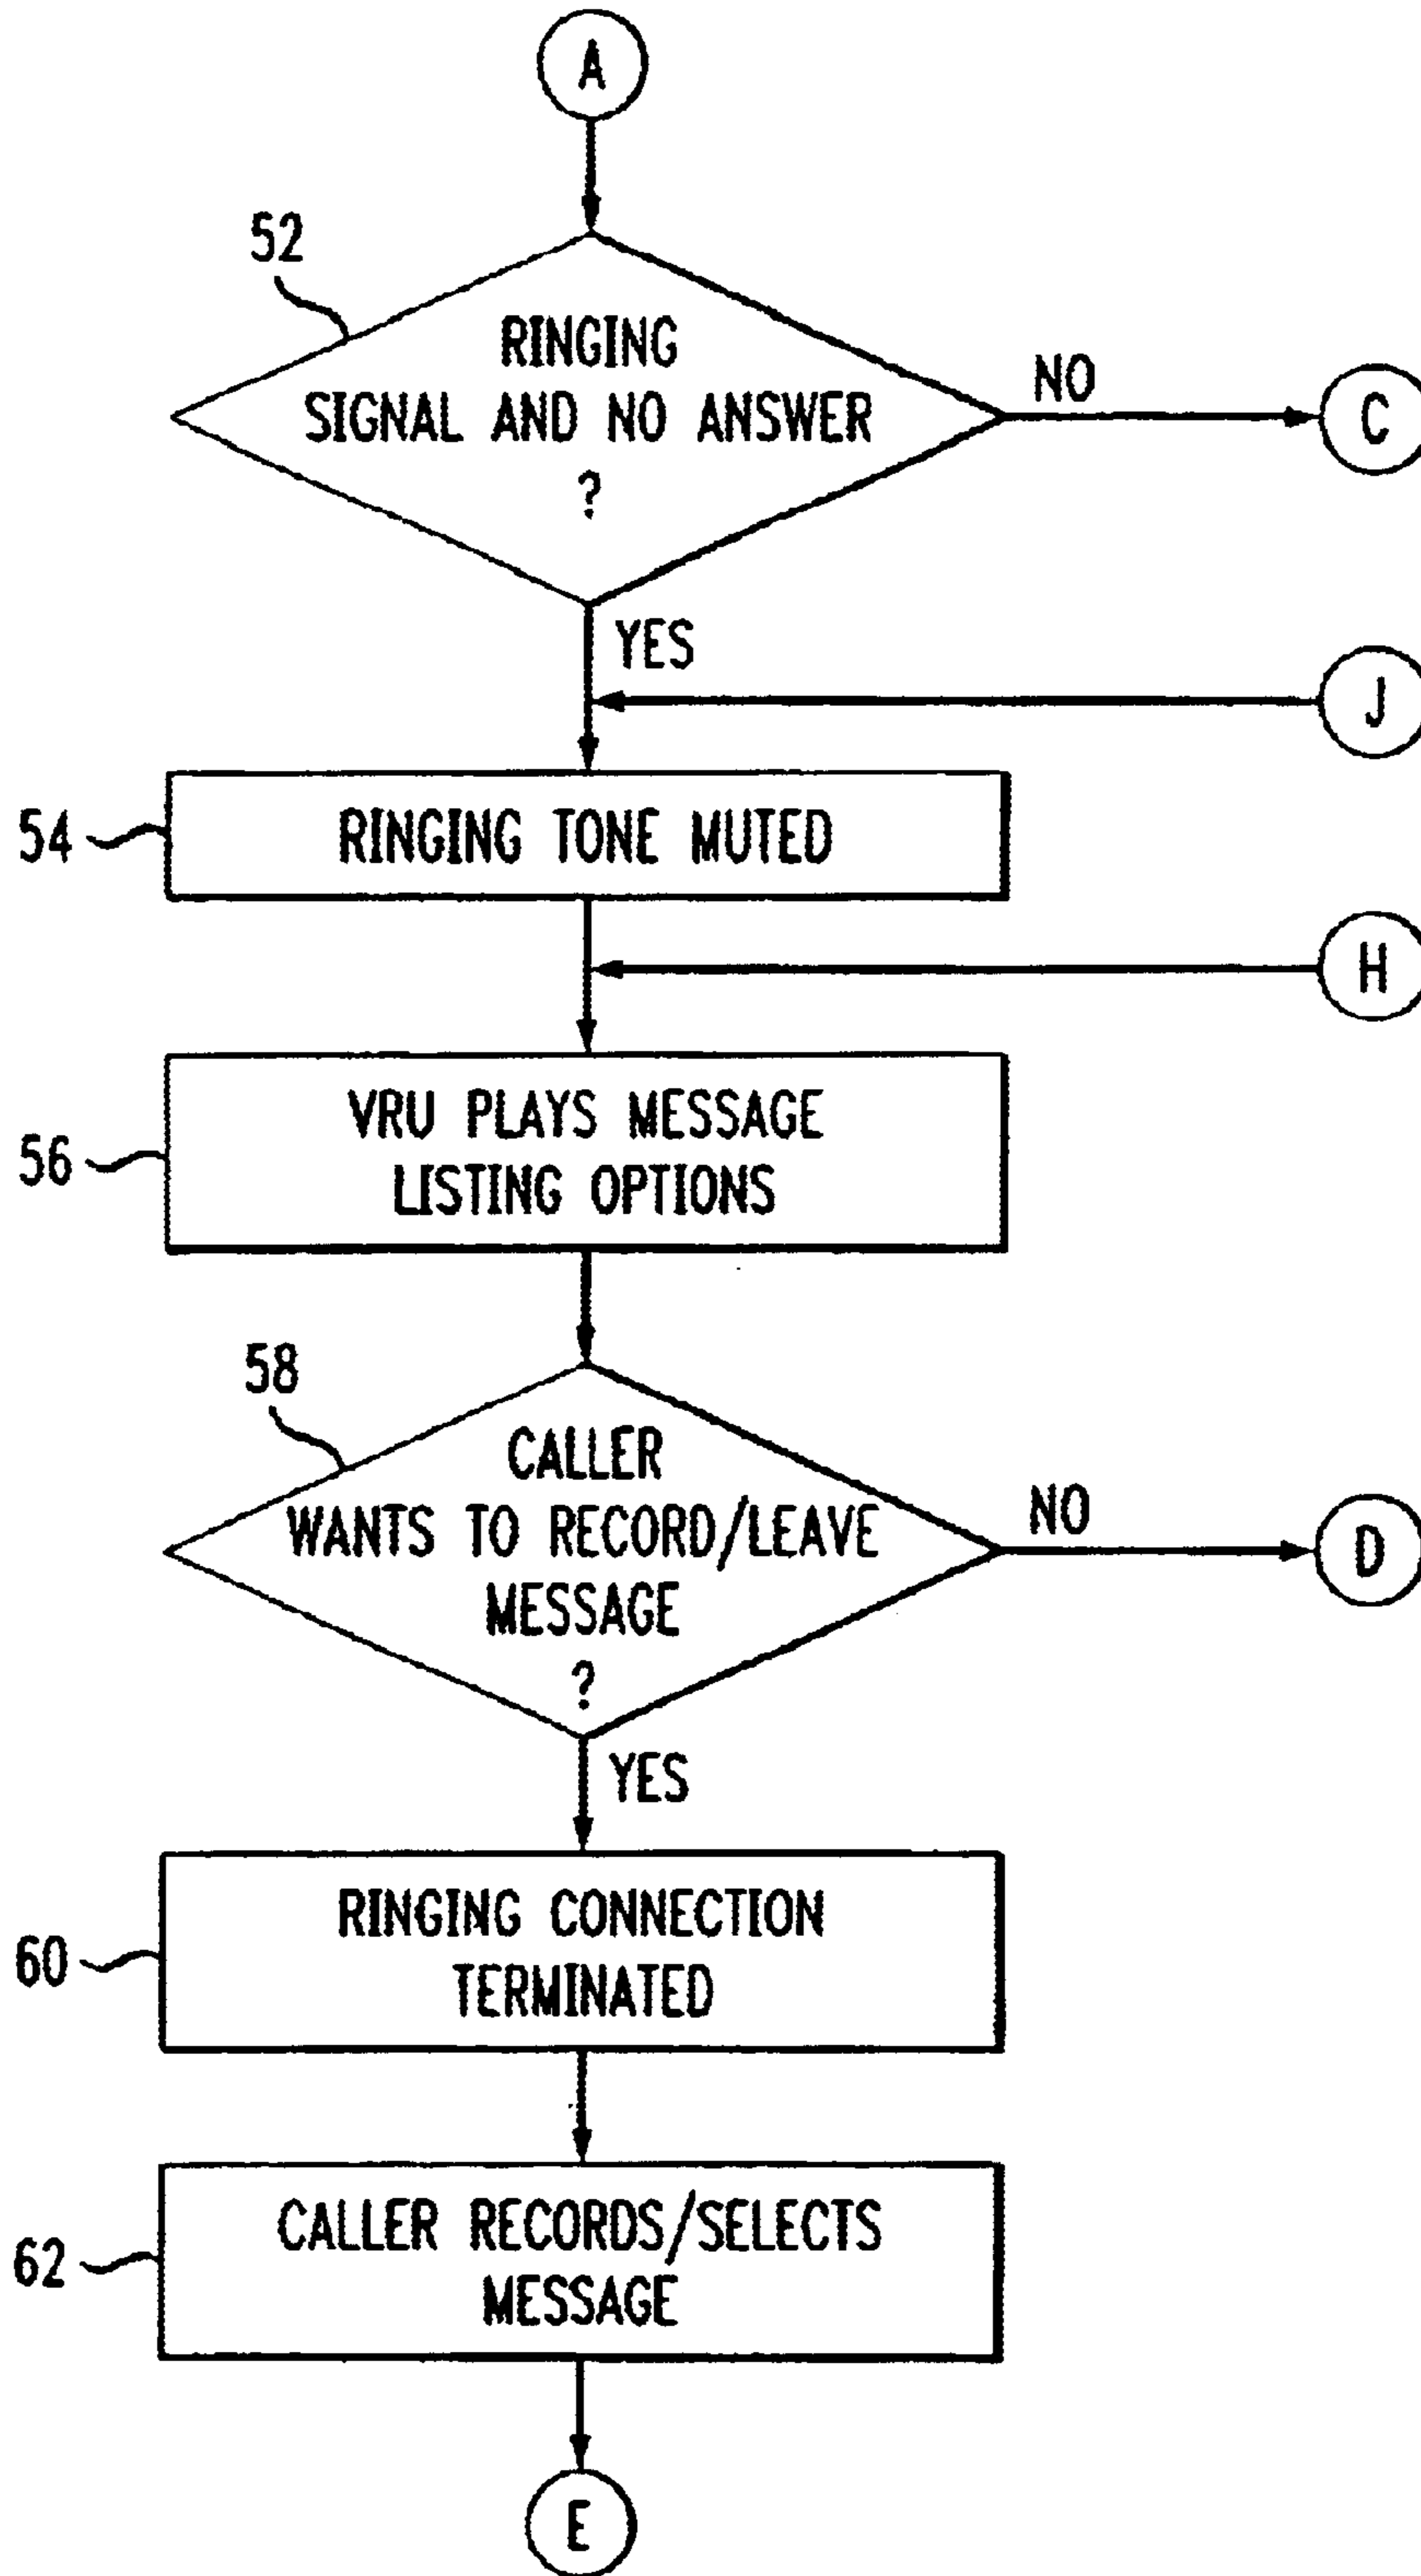 A
52
RINGING
SIGNAL AND NO ANSWER
?
NO
C
YES
J
54
RINGING TONE MUTED
H
56
VRU PLAYS MESSAGE
LISTING OPTIONS
58
CALLER
WANTS TO RECORD/LEAVE
MESSAGE
?
NO
D
YES
60
RINGING CONNECTION
TERMINATED
62
CALLER RECORDS/SELECTS
MESSAGE
E